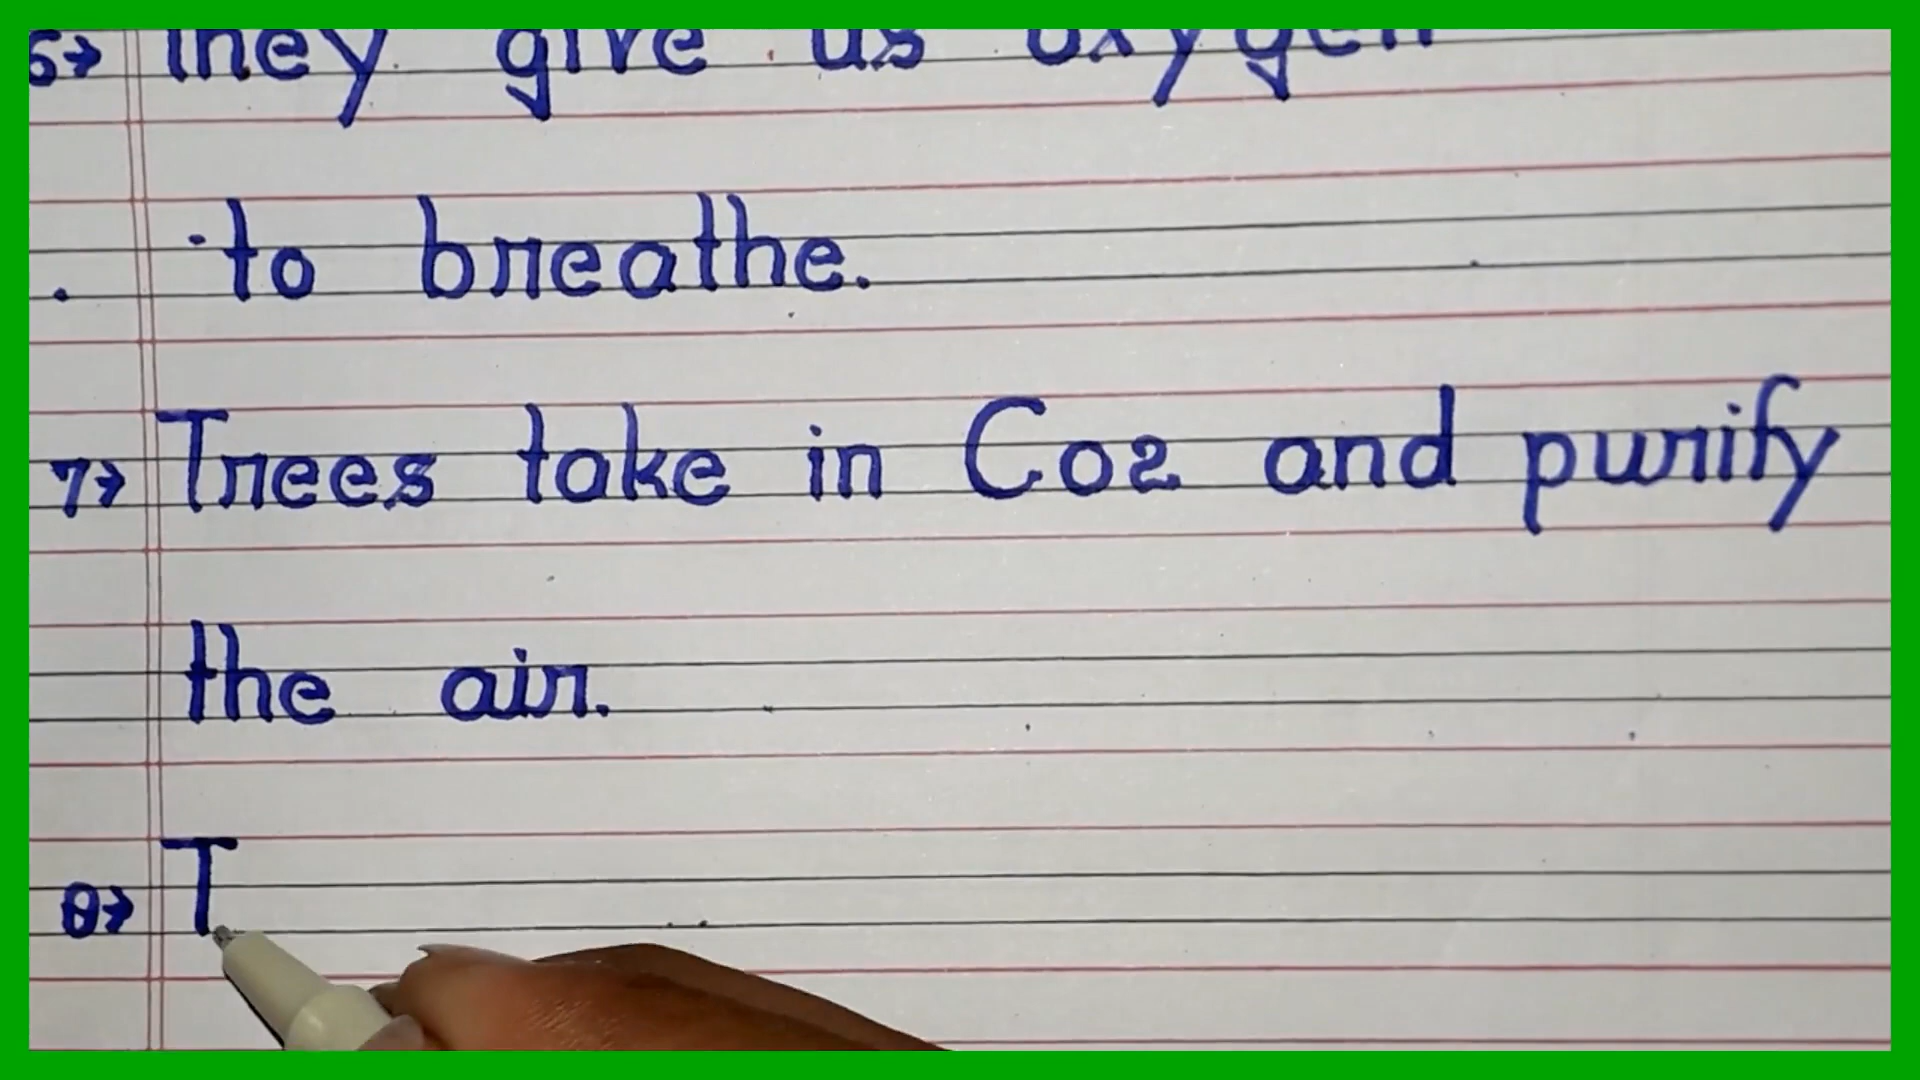 6→ They give us oxygen
to breathe.
7→ Trees take in Co2 and purify
the air.
8→ T